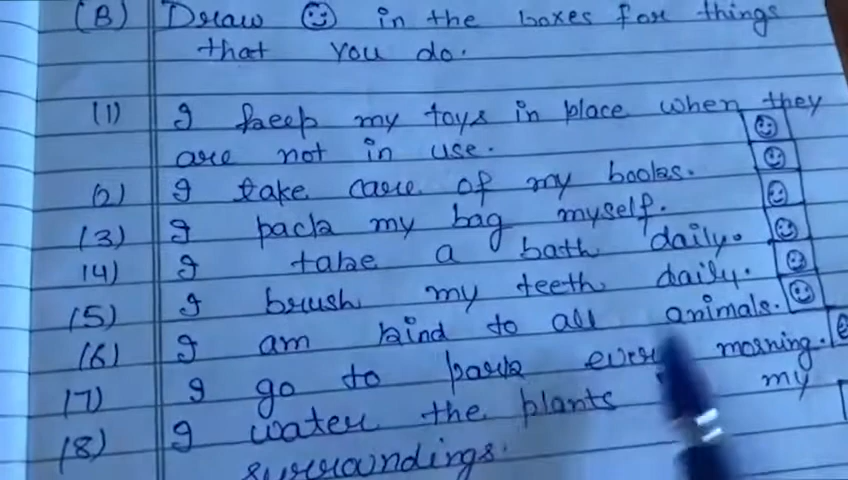 (B) Draw ☺ in the boxes for things
that you do.
(1) I keep my toys in place when they
are not in use.
(2) I take care of my books.
(3) I pack my bag myself.
(4) I take a bath daily.
(5) I brush my teeth daily.
(6) I am kind to all animals.
(7) I go to park every morning.
(8) I water the plants my
surroundings.